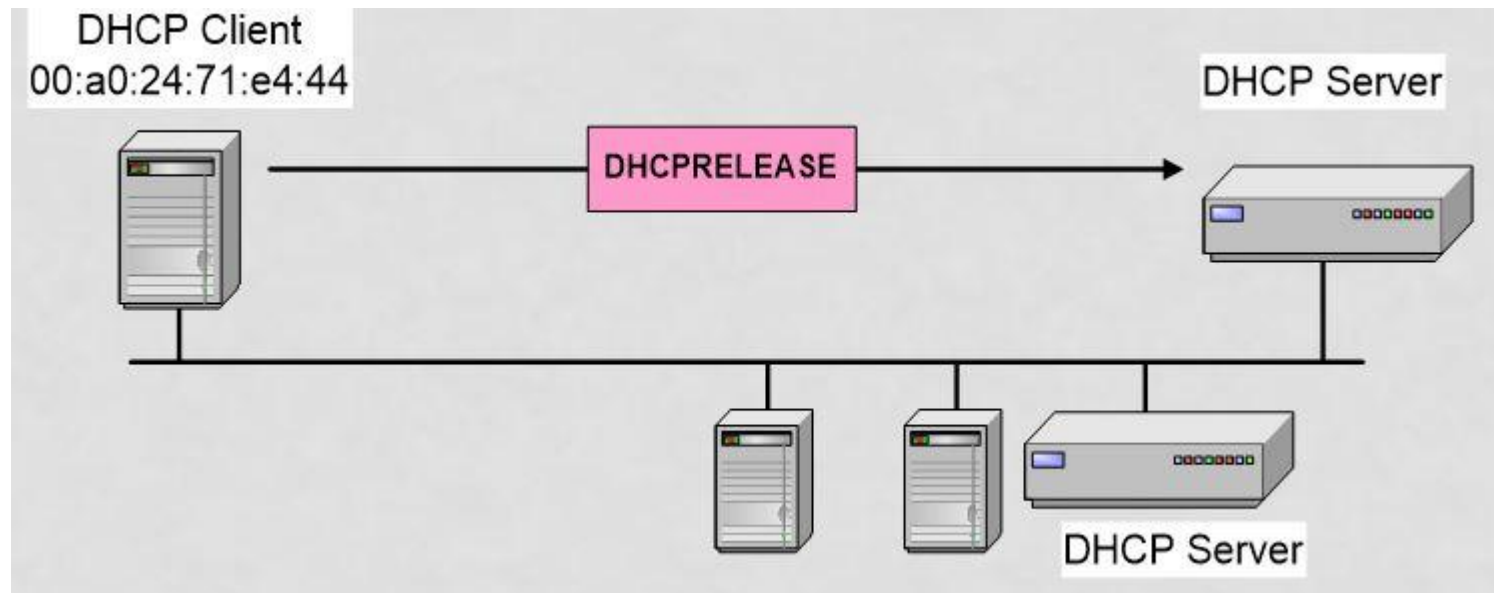 DHCP Client
00:a0:24:71:e4:44
DHCP Server
DHCPRELEASE
DHCP Server